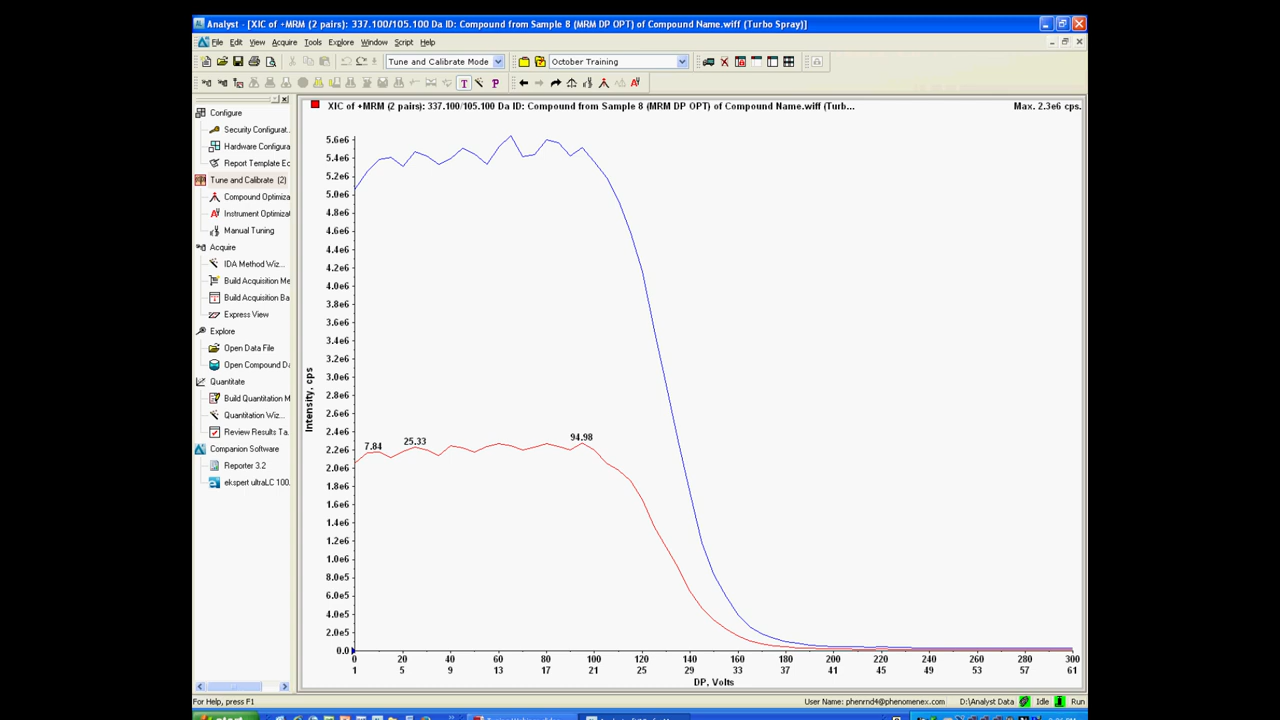 Analyst - [XIC of +MRM (2 pairs): 337.100/105.100 Da ID: Compound from Sample 8 (MRM DP OPT) of Compound Name.wiff (Turbo Spray)]
File Edit View Acquire Tools Explore Window Script Help
Tune and Calibrate Mode October Training
Configure
Security Configurat.
Hardware Configura
Report Template Ec
Tune and Calibrate (2)
Compound Optimiza
Instrument Optimizat
Manual Tuning
Acquire
IDA Method Wiz...
Build Acquisition Me
Build Acquisition Ba
Express View
Explore
Open Data File
Open Compound Da
Quantitate
Build Quantitation M
Quantitation Wiz...
Review Results Ta.
Companion Software
Reporter 3.2
ekspert ultraLC 100.
XIC of +MRM (2 pairs): 337.100/105.100 Da ID: Compound from Sample 8 (MRM DP OPT) of Compound Name.wiff (Turb... Max. 2.3e6 cps.
5.6e6
5.4e6
5.2e6
5.0e6
4.8e6
4.6e6
4.4e6
4.2e6
4.0e6
3.8e6
3.6e6
3.4e6
3.2e6
3.0e6
2.8e6
2.6e6
2.4e6
2.2e6
2.0e6
1.8e6
1.6e6
1.4e6
1.2e6
1.0e6
8.0e5
6.0e5
4.0e5
2.0e5
0.0
Intensity, cps
7.84 25.33 94.98
0 20 40 60 80 100 120 140 160 180 200 220 240 260 280 300
1 5 9 13 17 21 25 29 33 37 41 45 49 53 57 61
DP, Volts
For Help, press F1 User Name: phenrnd4@phenomenex.com D:\Analyst Data Idle Run